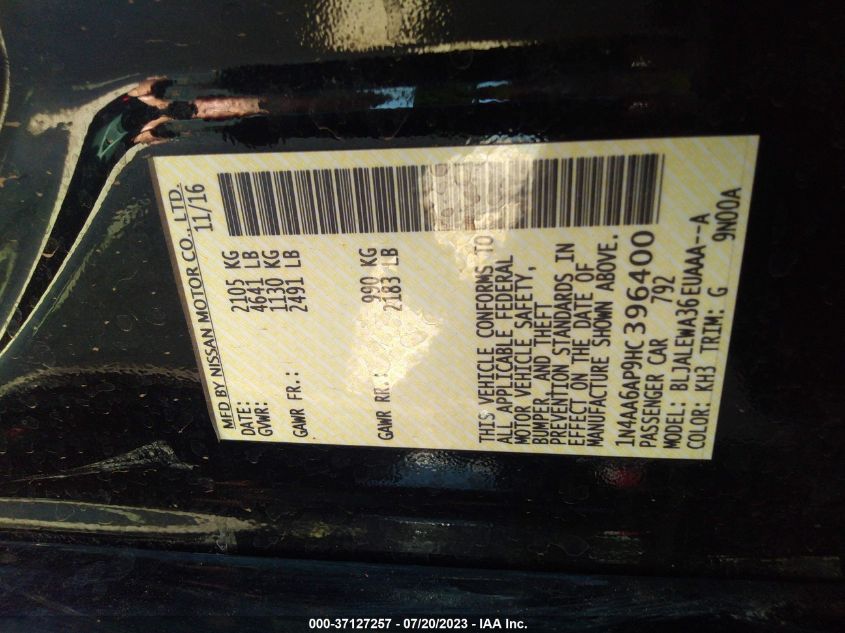 MFD BY NISSAN MOTOR CO., LTD.
DATE: 11/16
GVWR: 2105 KG
4641 LB
GAWR FR.: 1130 KG
2491 LB
GAWR RR.: 990 KG
2183 LB
THIS VEHICLE CONFORMS TO
ALL APPLICABLE FEDERAL
MOTOR VEHICLE SAFETY,
BUMPER, AND THEFT
PREVENTION STANDARDS IN
EFFECT ON THE DATE OF
MANUFACTURE SHOWN ABOVE.
1N4AA6AP9HC396400
PASSENGER CAR 792
MODEL: BLJALEWA36EUAAA--A
COLOR: KH3 TRIM: G 9N00A
000-37127257 - 07/20/2023 - IAA Inc.